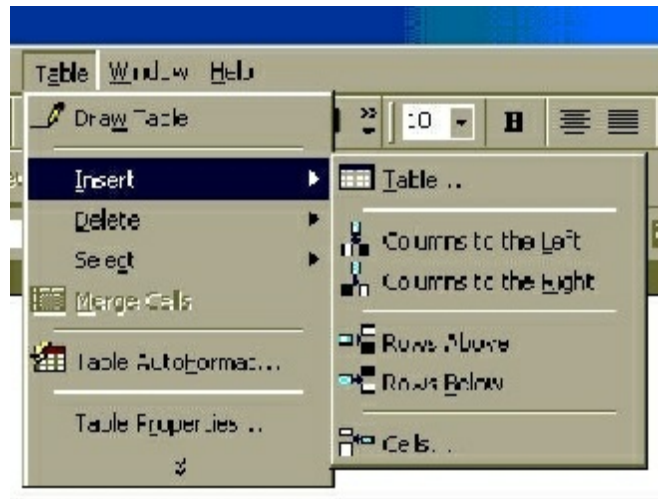 Table Window Help
Draw Table
10
B
Insert
Table ...
Delete
Columns to the Left
Select
Columns to the Right
Merge Cells
Rows Above
Table AutoFormat...
Rows Below
Table Properties ...
Cells...